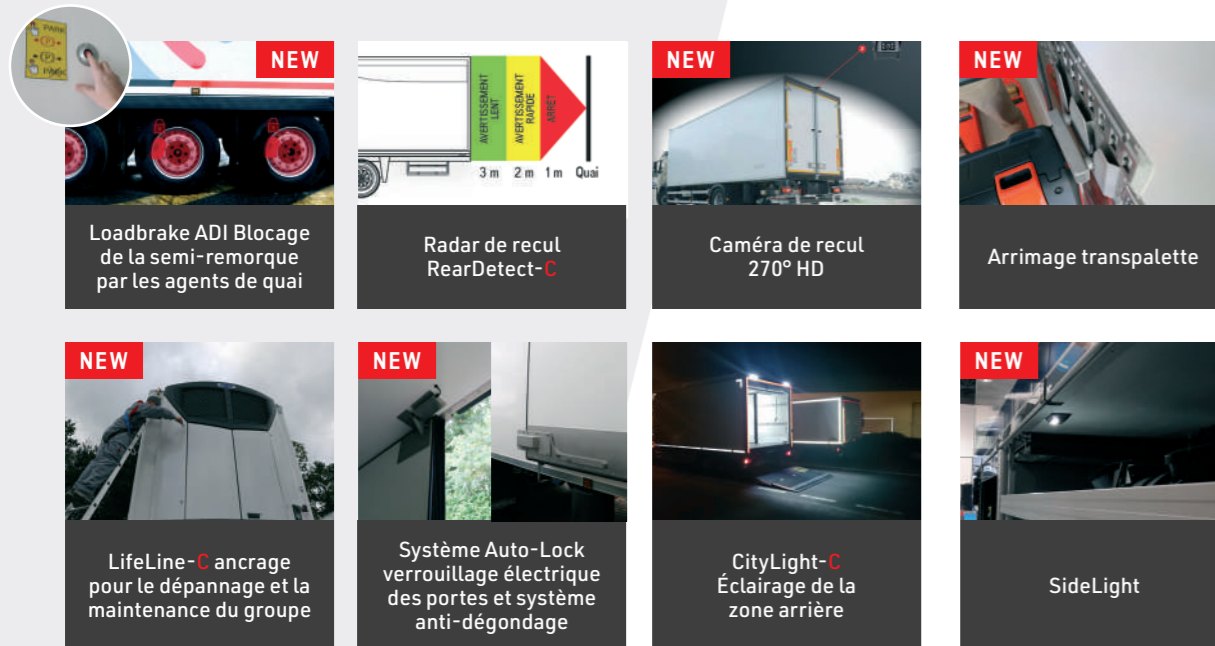 PARK
(P)
(P)
PARK
NEW
Loadbrake ADI Blocage
de la semi-remorque
par les agents de quai
AVERTISSEMENT
LENT
AVERTISSEMENT
RAPIDE
ARRÊT
3 m 2 m 1 m Quai
Radar de recul
RearDetect-C
NEW
Caméra de recul
270° HD
NEW
Arrimage transpalette
NEW
LifeLine-C ancrage
pour le dépannage et la
maintenance du groupe
NEW
Système Auto-Lock
verrouillage électrique
des portes et système
anti-dégondage
CityLight-C
Éclairage de la
zone arrière
NEW
SideLight